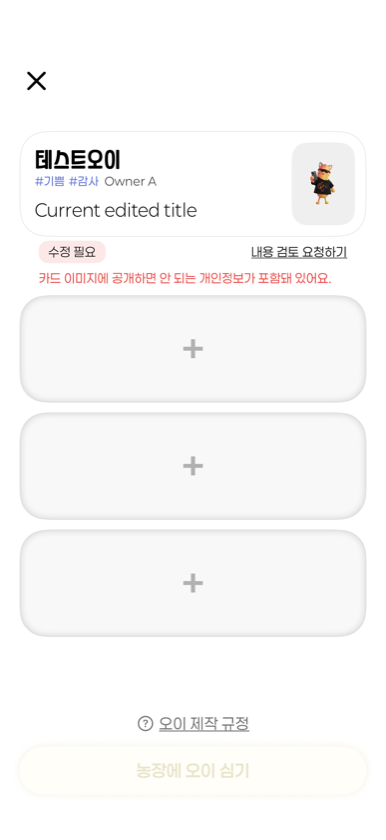 테스트오이
#기쁨 #감사 Owner A
Current edited title
수정 필요
내용 검토 요청하기
카드 이미지에 공개하면 안 되는 개인정보가 포함돼 있어요.
오이 제작 규정
농장에 오이 심기